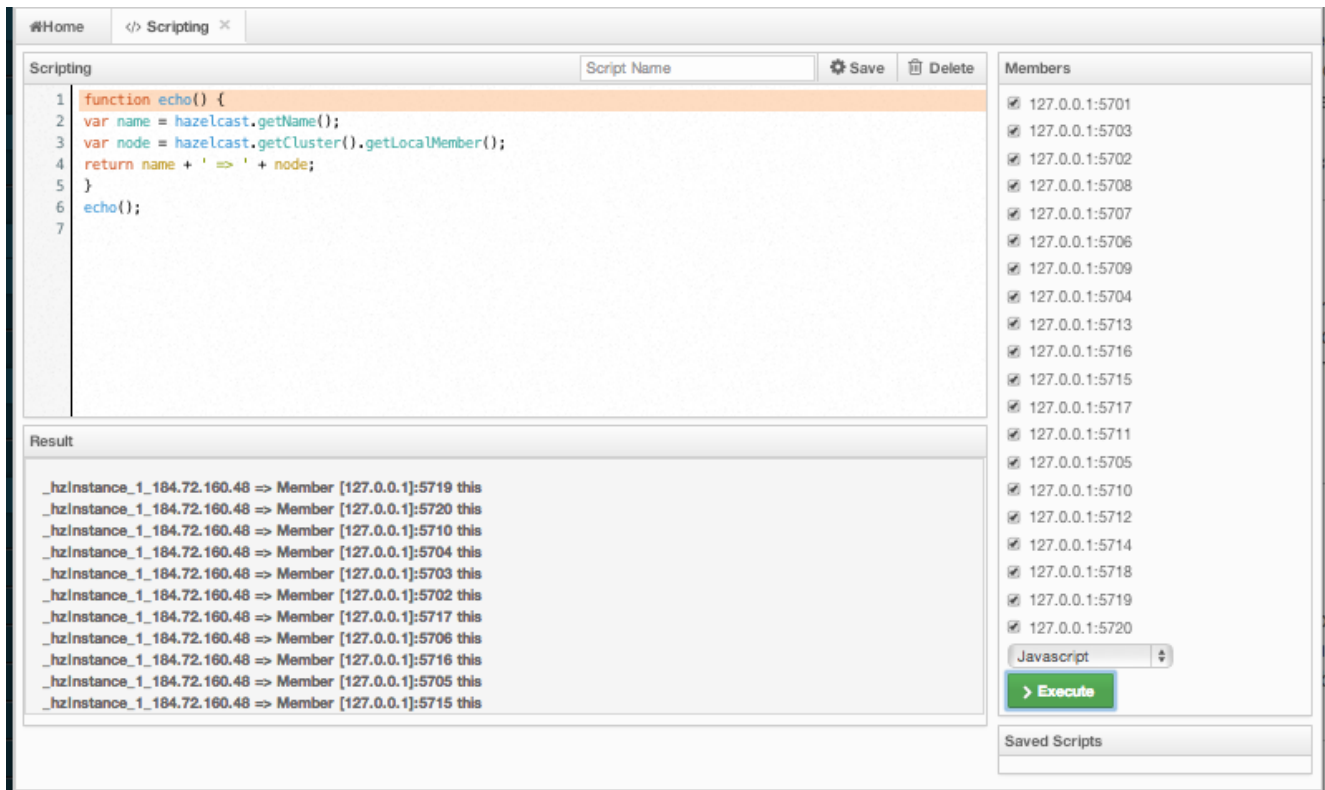 Home
</> Scripting ×
Scripting
Script Name
Save
Delete
1 function echo() {
2 var name = hazelcast.getName();
3 var node = hazelcast.getCluster().getLocalMember();
4 return name + ' => ' + node;
5 }
6 echo();
7
Result
_hzInstance_1_184.72.160.48 => Member [127.0.0.1]:5719 this
_hzInstance_1_184.72.160.48 => Member [127.0.0.1]:5720 this
_hzInstance_1_184.72.160.48 => Member [127.0.0.1]:5710 this
_hzInstance_1_184.72.160.48 => Member [127.0.0.1]:5704 this
_hzInstance_1_184.72.160.48 => Member [127.0.0.1]:5703 this
_hzInstance_1_184.72.160.48 => Member [127.0.0.1]:5702 this
_hzInstance_1_184.72.160.48 => Member [127.0.0.1]:5717 this
_hzInstance_1_184.72.160.48 => Member [127.0.0.1]:5706 this
_hzInstance_1_184.72.160.48 => Member [127.0.0.1]:5716 this
_hzInstance_1_184.72.160.48 => Member [127.0.0.1]:5705 this
_hzInstance_1_184.72.160.48 => Member [127.0.0.1]:5715 this
Members
127.0.0.1:5701
127.0.0.1:5703
127.0.0.1:5702
127.0.0.1:5708
127.0.0.1:5707
127.0.0.1:5706
127.0.0.1:5709
127.0.0.1:5704
127.0.0.1:5713
127.0.0.1:5716
127.0.0.1:5715
127.0.0.1:5717
127.0.0.1:5711
127.0.0.1:5705
127.0.0.1:5710
127.0.0.1:5712
127.0.0.1:5714
127.0.0.1:5718
127.0.0.1:5719
127.0.0.1:5720
Javascript
> Execute
Saved Scripts